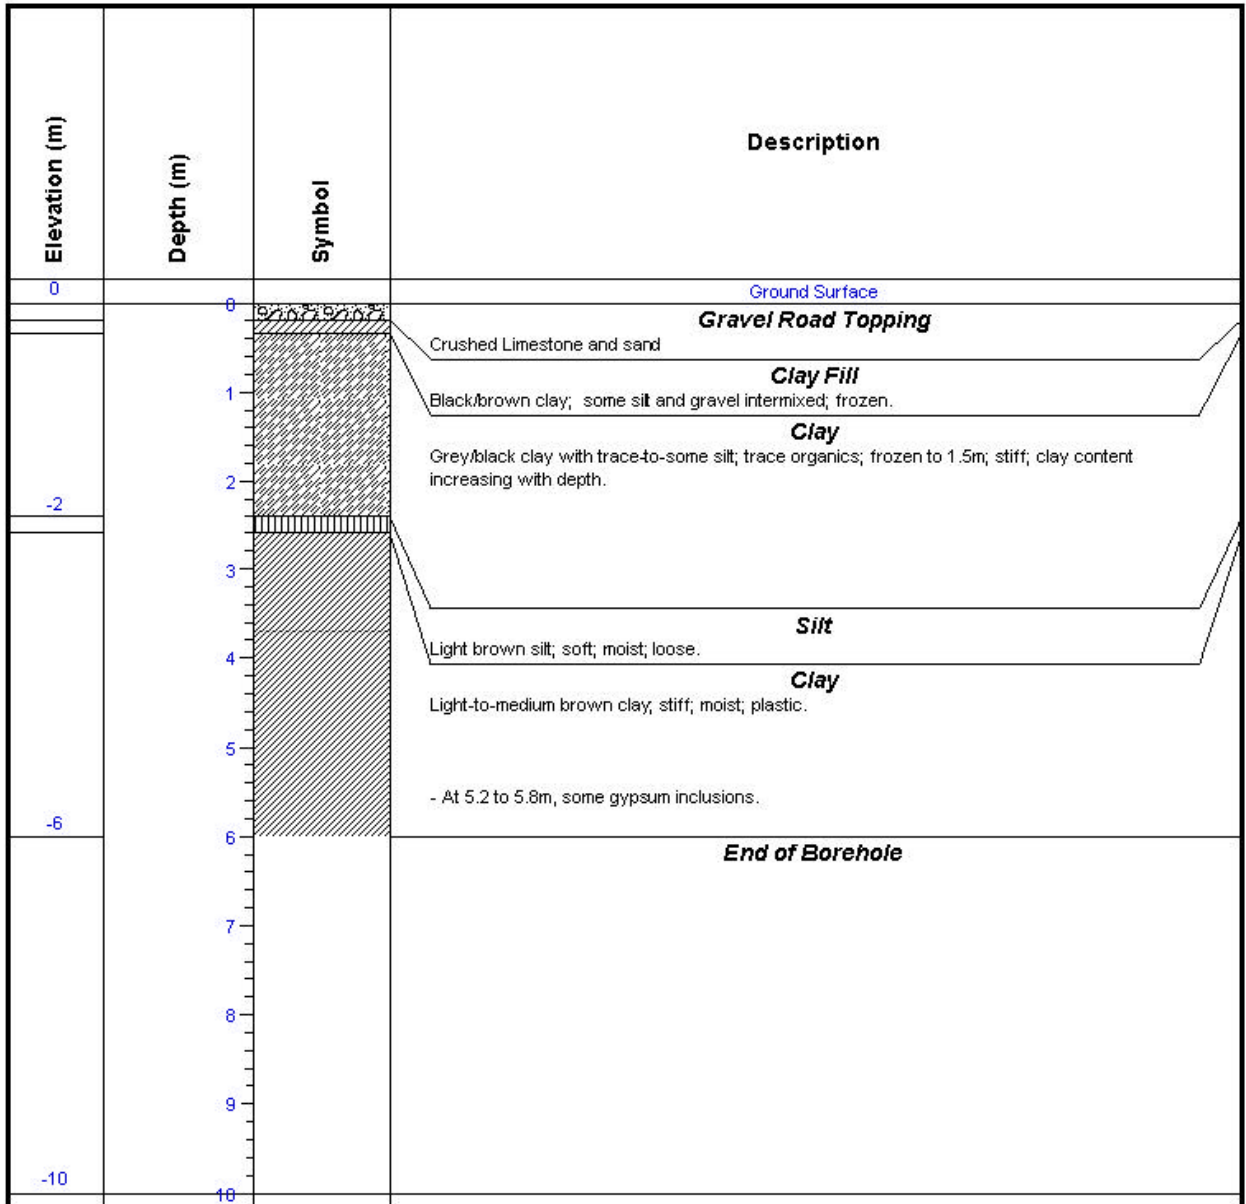 Elevation (m)
Depth (m)
Symbol
Description
0
Ground Surface
0
Gravel Road Topping
Crushed Limestone and sand
Clay Fill
1
Black/brown clay;  some silt and gravel intermixed; frozen.
Clay
Grey/black clay with trace-to-some silt; trace organics; frozen to 1.5m; stiff; clay content
increasing with depth.
2
-2
3
Silt
Light brown silt; soft; moist; loose.
4
Clay
Light-to-medium brown clay; stiff; moist; plastic.
5
- At 5.2 to 5.8m, some gypsum inclusions.
-6
6
End of Borehole
7
8
9
-10
10